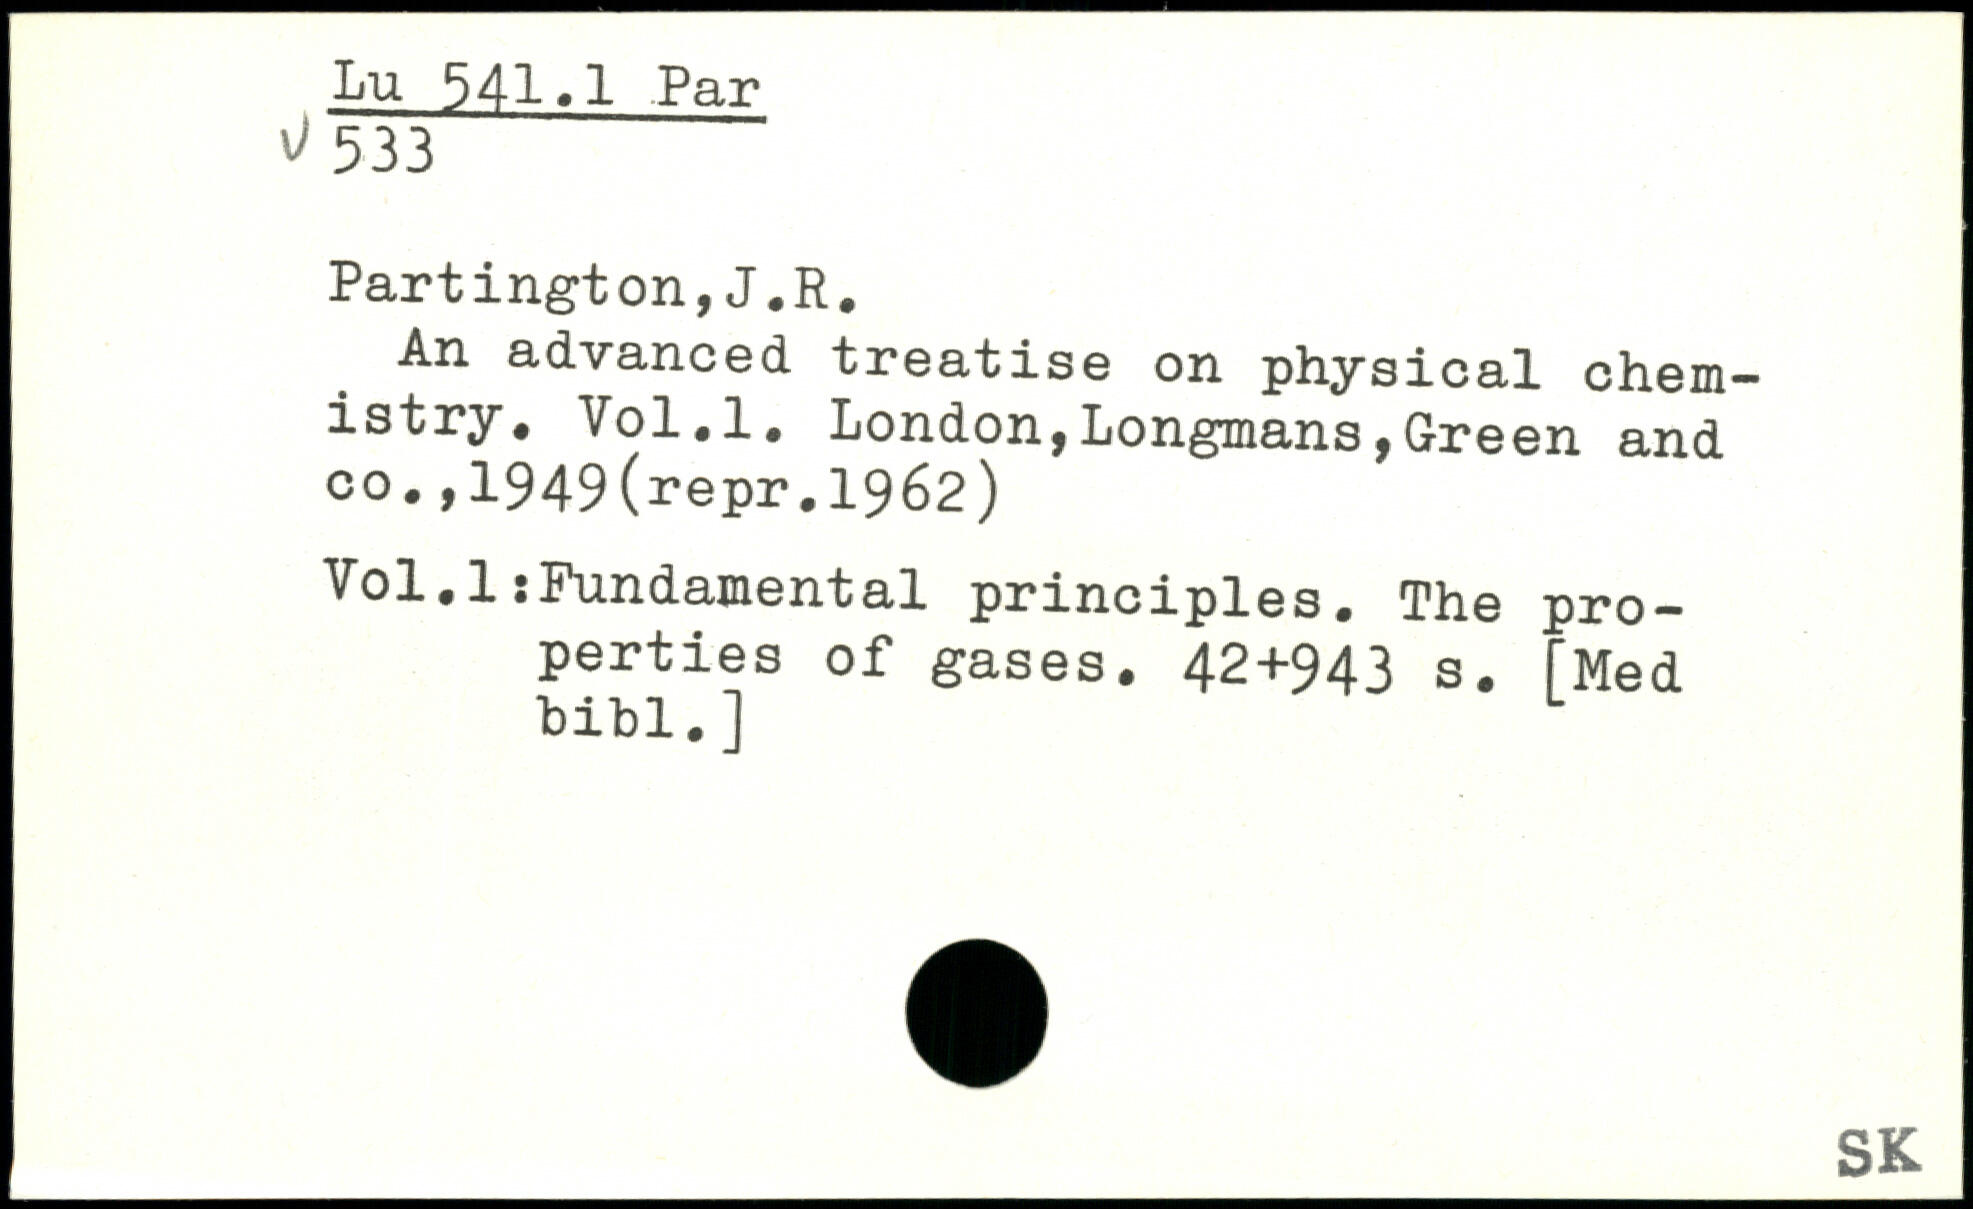 Lu 541.1 Par
√ 533
Partington,J.R.
An advanced treatise on physical chem-
istry. Vol.1. London,Longmans,Green and
co.,1949(repr.1962)
Vol.1:Fundamental principles. The pro-
perties of gases. 42+943 s. [Med
bibl.]
SK